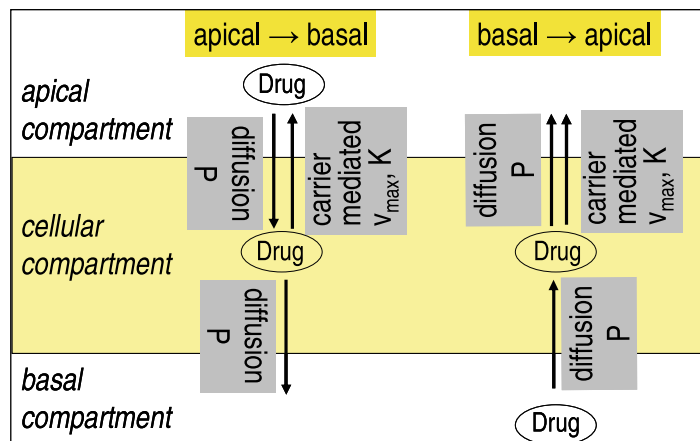 apical → basal
basal → apical
apical
compartment
Drug
diffusion
P
carrier
mediated
vmax, K
diffusion
P
carrier
mediated
vmax, K
cellular
compartment
Drug
Drug
diffusion
P
diffusion
P
basal
compartment
Drug